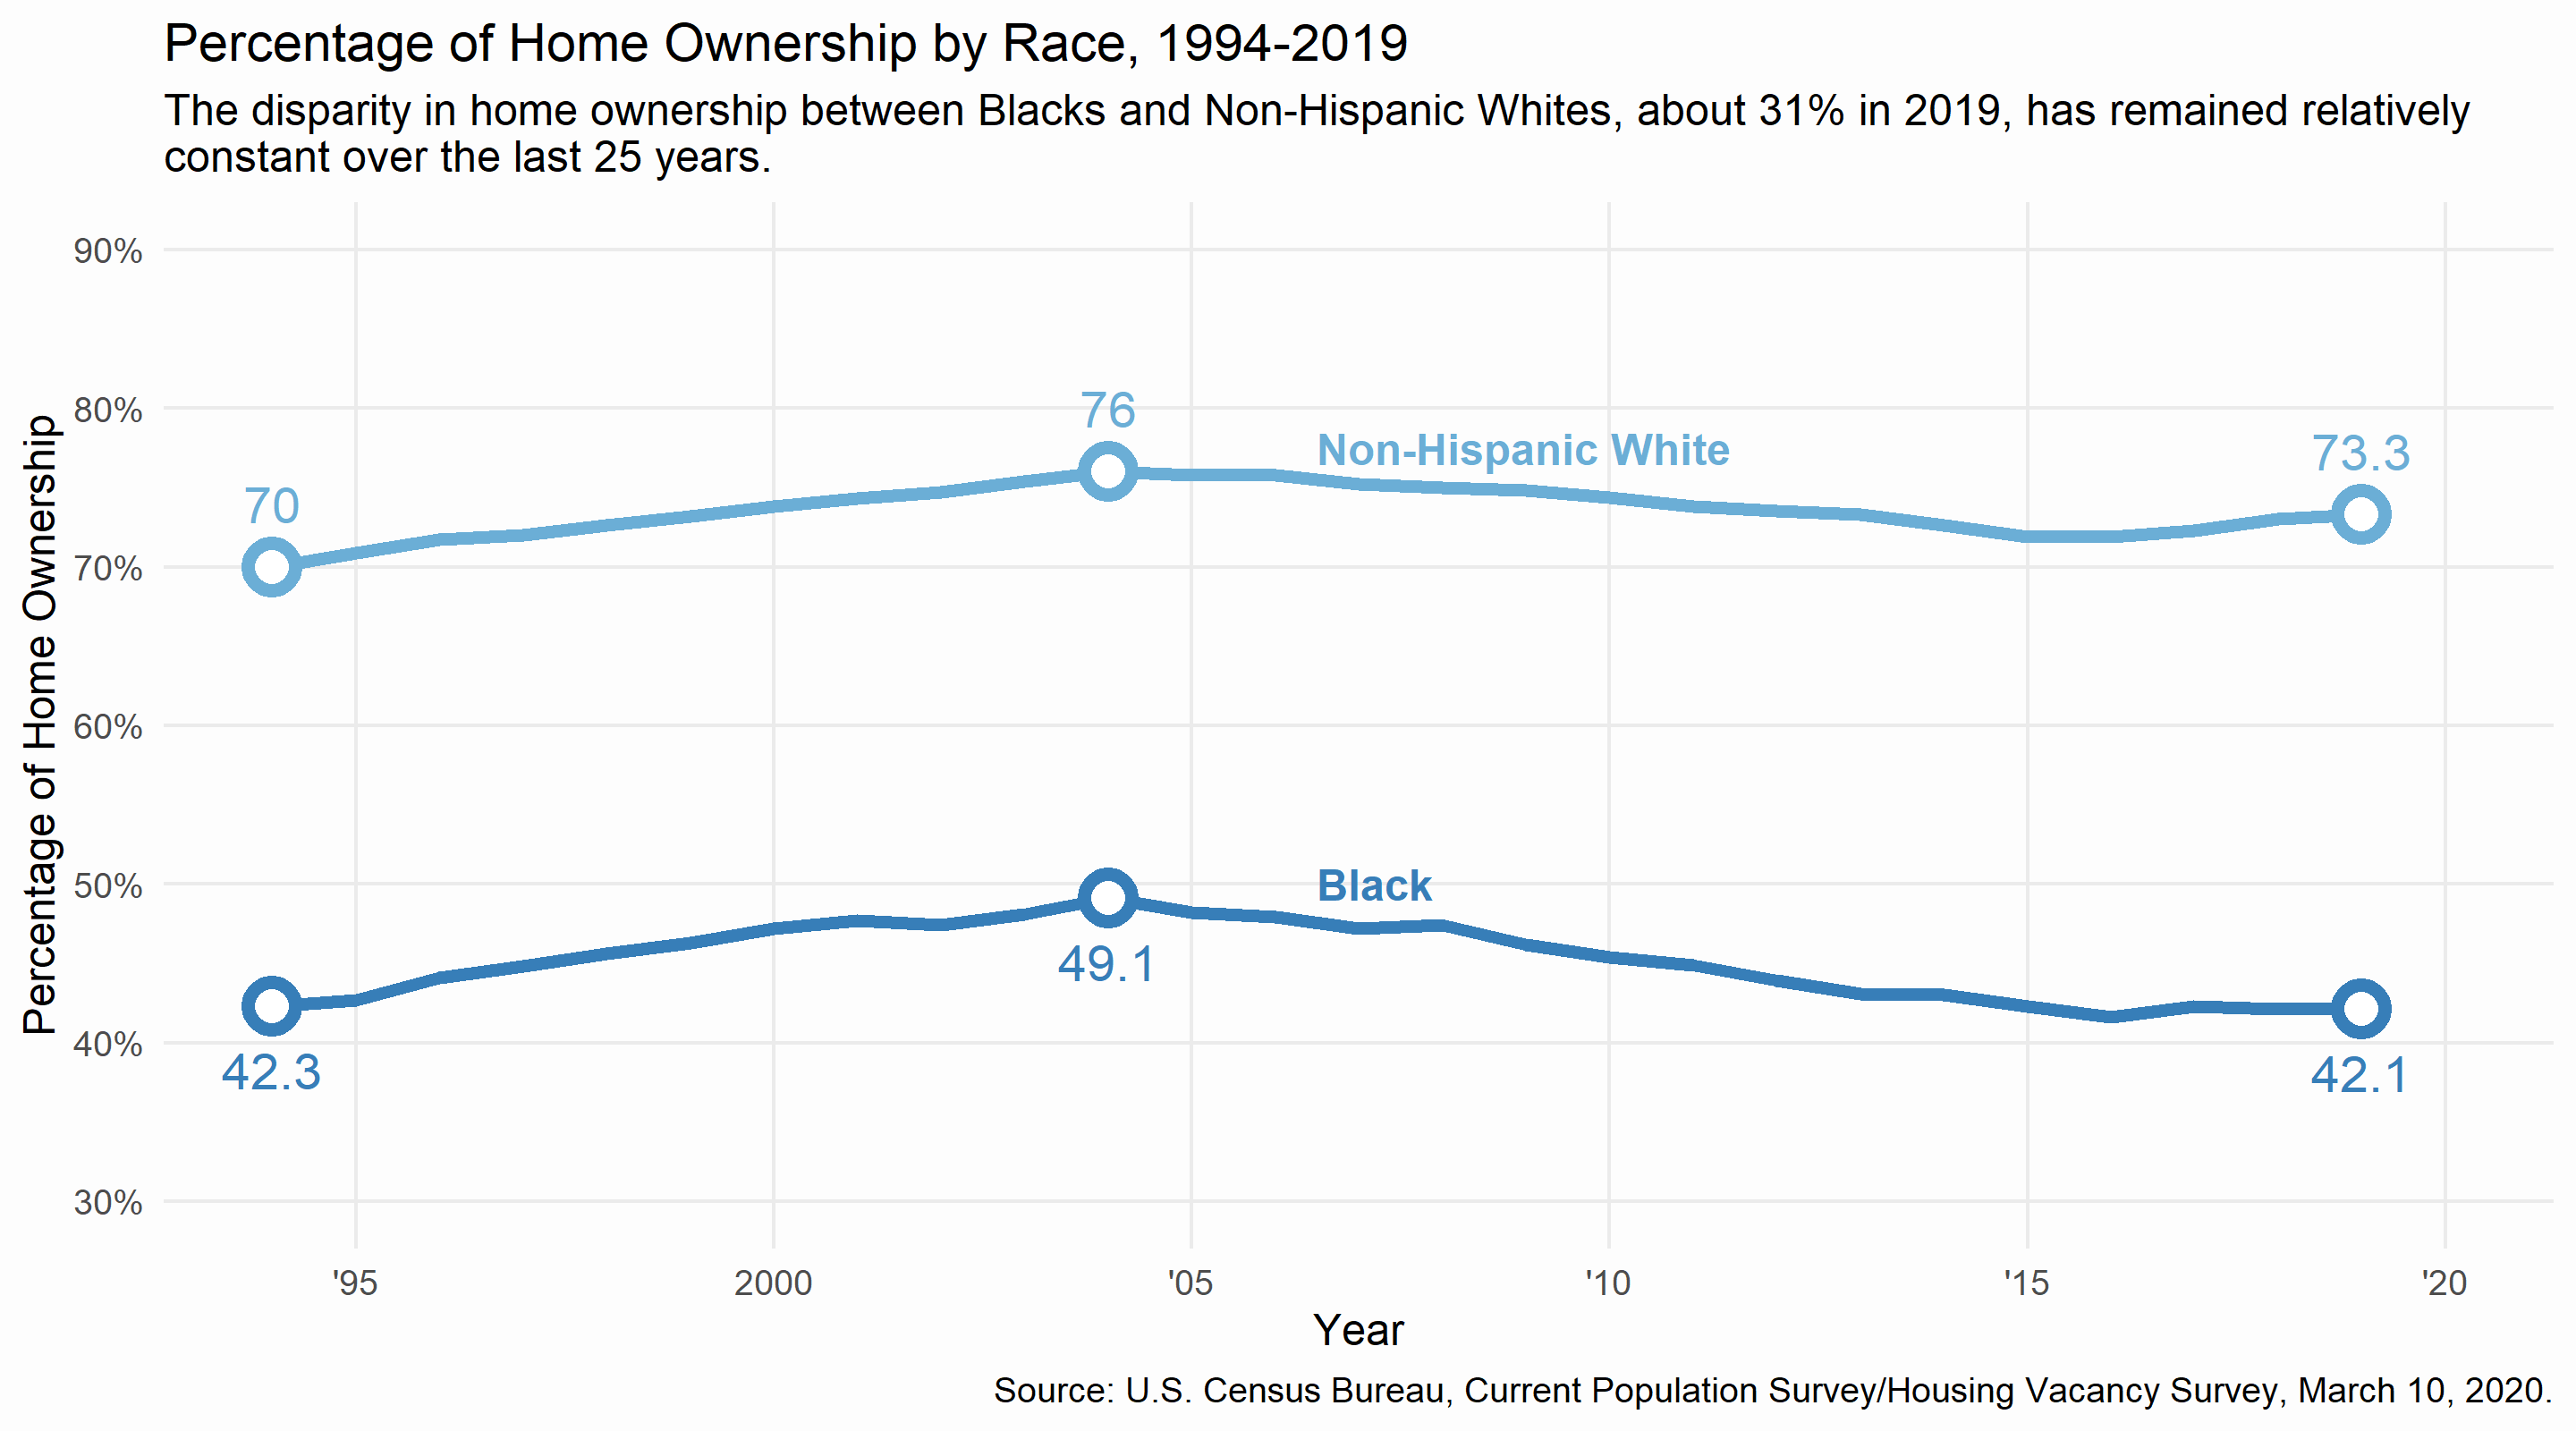 Percentage of Home Ownership by Race, 1994-2019
The disparity in home ownership between Blacks and Non-Hispanic Whites, about 31% in 2019, has remained relatively
constant over the last 25 years.
Percentage of Home Ownership
90%
80%
70%
60%
50%
40%
30%
70
76
Non-Hispanic White
73.3
42.3
49.1
Black
42.1
'95
2000
'05
'10
'15
'20
Year
Source: U.S. Census Bureau, Current Population Survey/Housing Vacancy Survey, March 10, 2020.